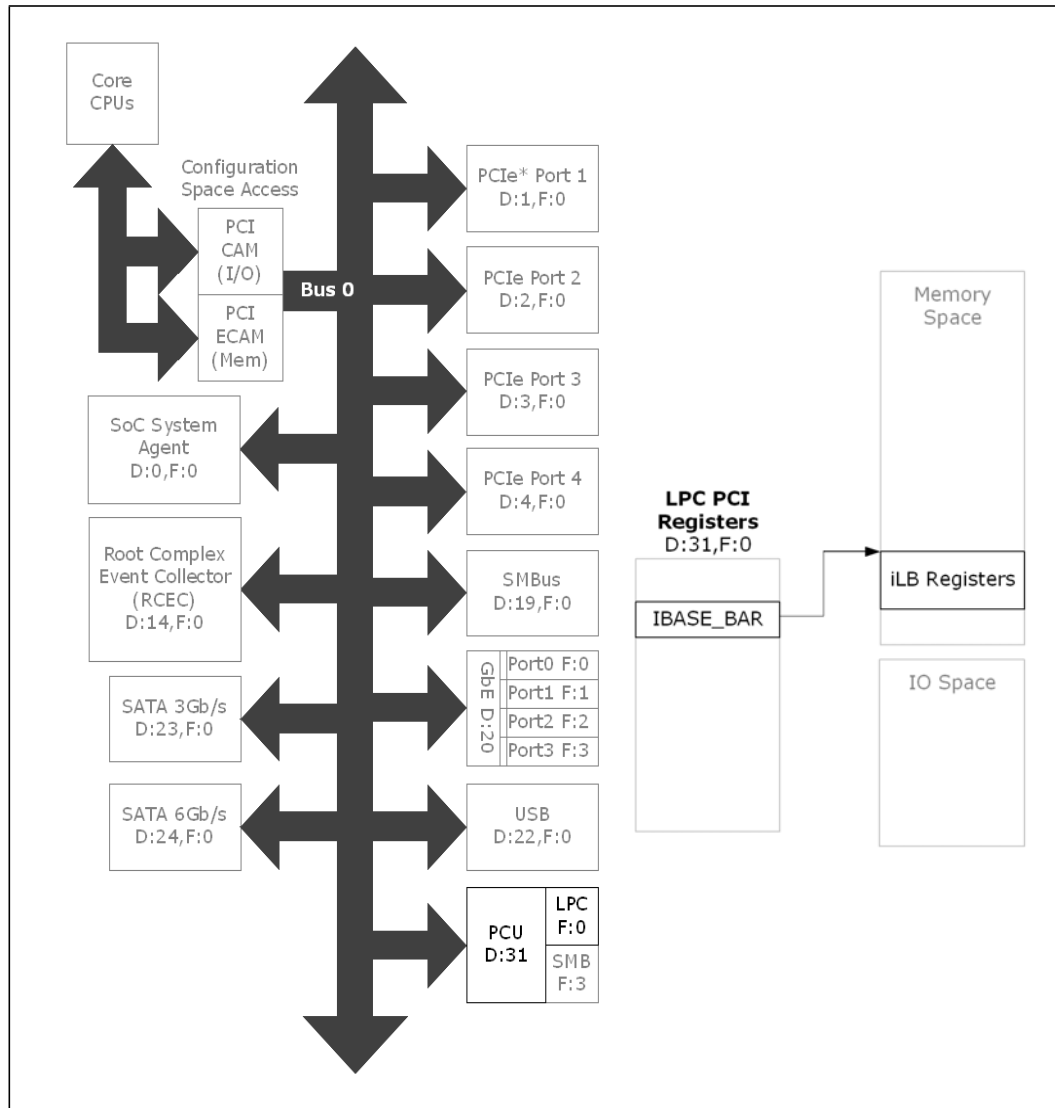 Core
CPUs
Configuration
Space Access
PCI
CAM
(I/O)
PCI
ECAM
(Mem)
Bus 0
SoC System
Agent
D:0,F:0
Root Complex
Event Collector
(RCEC)
D:14,F:0
SATA 3Gb/s
D:23,F:0
SATA 6Gb/s
D:24,F:0
PCIe* Port 1
D:1,F:0
PCIe Port 2
D:2,F:0
PCIe Port 3
D:3,F:0
PCIe Port 4
D:4,F:0
SMBus
D:19,F:0
GbE D:20
Port0 F:0
Port1 F:1
Port2 F:2
Port3 F:3
USB
D:22,F:0
PCU
D:31
LPC
F:0
SMB
F:3
LPC PCI
Registers
D:31,F:0
IBASE_BAR
Memory
Space
iLB Registers
IO Space